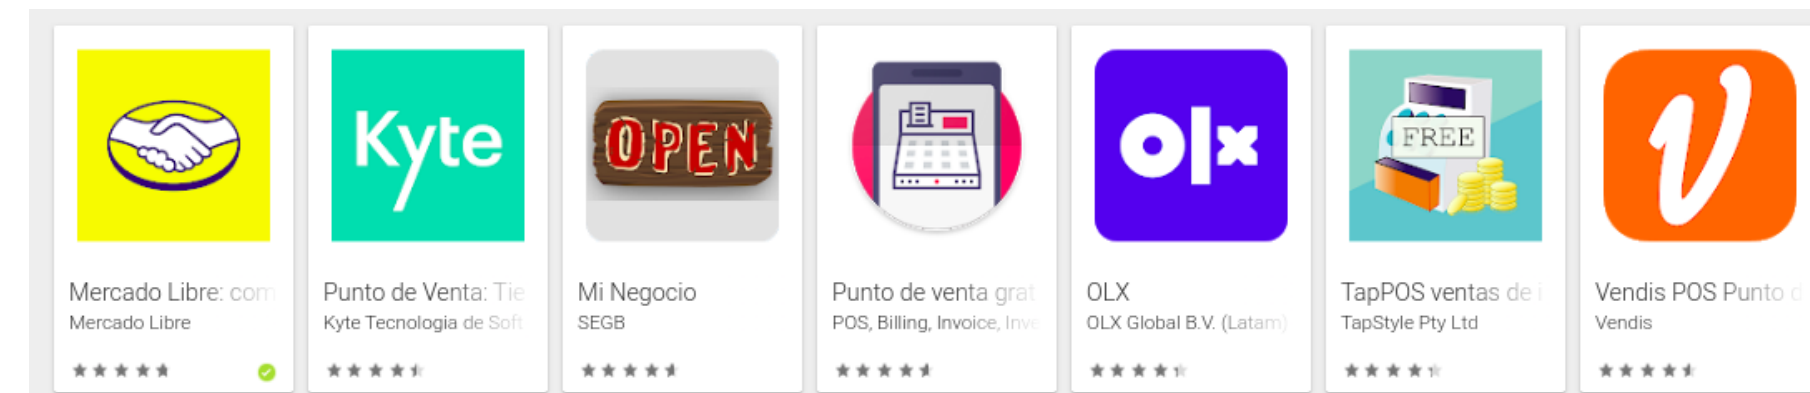 Kyte
OPEN
olx
FREE
V
Mercado Libre: com
Mercado Libre
Punto de Venta: Tie
Kyte Tecnologia de Soft
Mi Negocio
SEGB
Punto de venta grat
POS, Billing, Invoice, Inve
OLX
OLX Global B.V. (Latam)
TapPOS ventas de i
TapStyle Pty Ltd
Vendis POS Punto d
Vendis